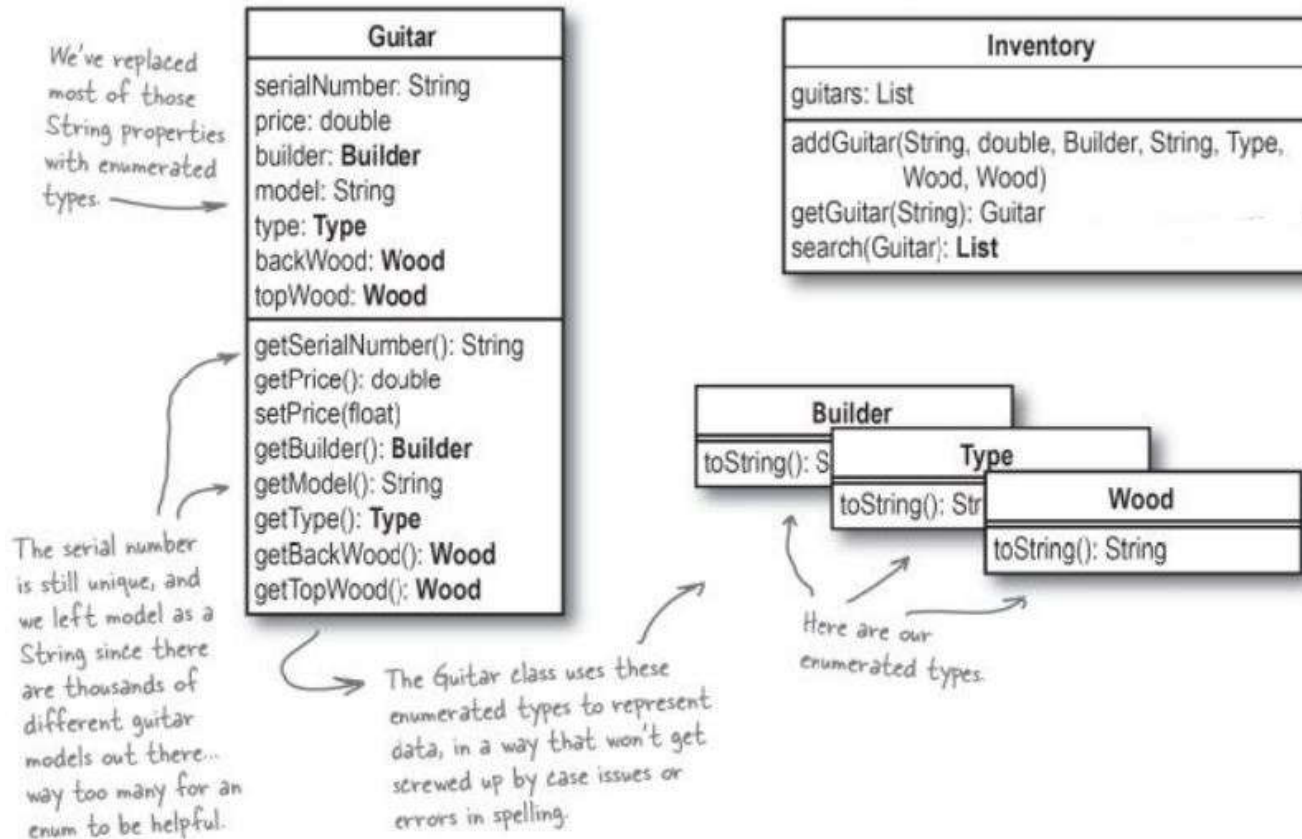 We've replaced
most of those
String properties
with enumerated
types.
Guitar
serialNumber: String
price: double
builder: Builder
model: String
type: Type
backWood: Wood
topWood: Wood
getSerialNumber(): String
getPrice(): double
setPrice(float)
getBuilder(): Builder
getModel(): String
getType(): Type
getBackWood(): Wood
getTopWood(): Wood
Inventory
guitars: List
addGuitar(String, double, Builder, String, Type,
Wood, Wood)
getGuitar(String): Guitar
search(Guitar): List
Builder
toString(): S
Type
toString(): Str
Wood
toString(): String
The serial number
is still unique, and
we left model as a
String since there
are thousands of
different guitar
models out there...
way too many for an
enum to be helpful.
The Guitar class uses these
enumerated types to represent
data, in a way that won't get
screwed up by case issues or
errors in spelling.
Here are our
enumerated types.